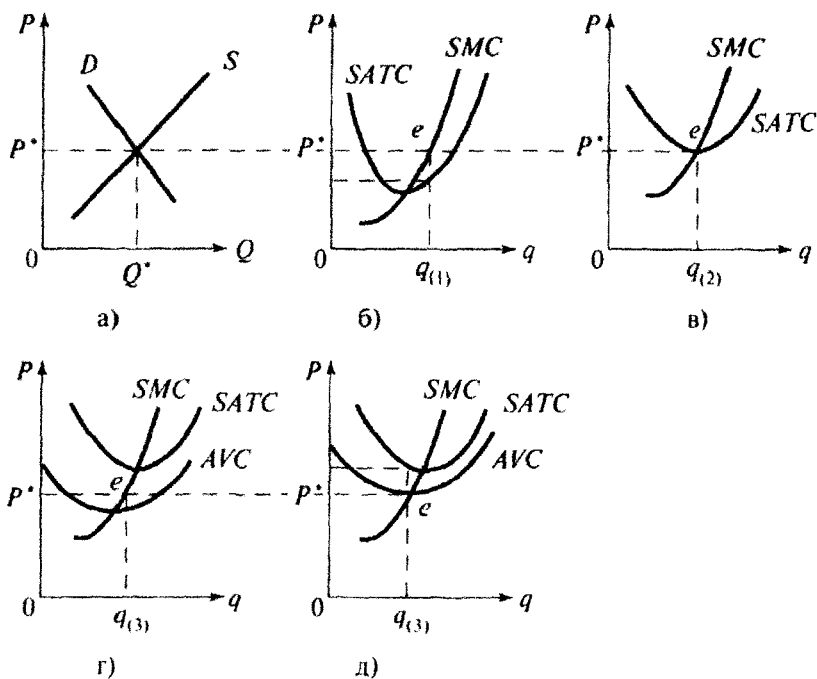 P
D
S
P*
0
Q*
Q
а)
P
SATC
SMC
e
P*
0
q(1)
q
б)
P
SMC
e
P*
SATC
0
q(2)
q
в)
P
SMC
SATC
AVC
e
P*
0
q(3)
q
г)
P
SMC
SATC
AVC
P*
e
0
q(3)
q
д)